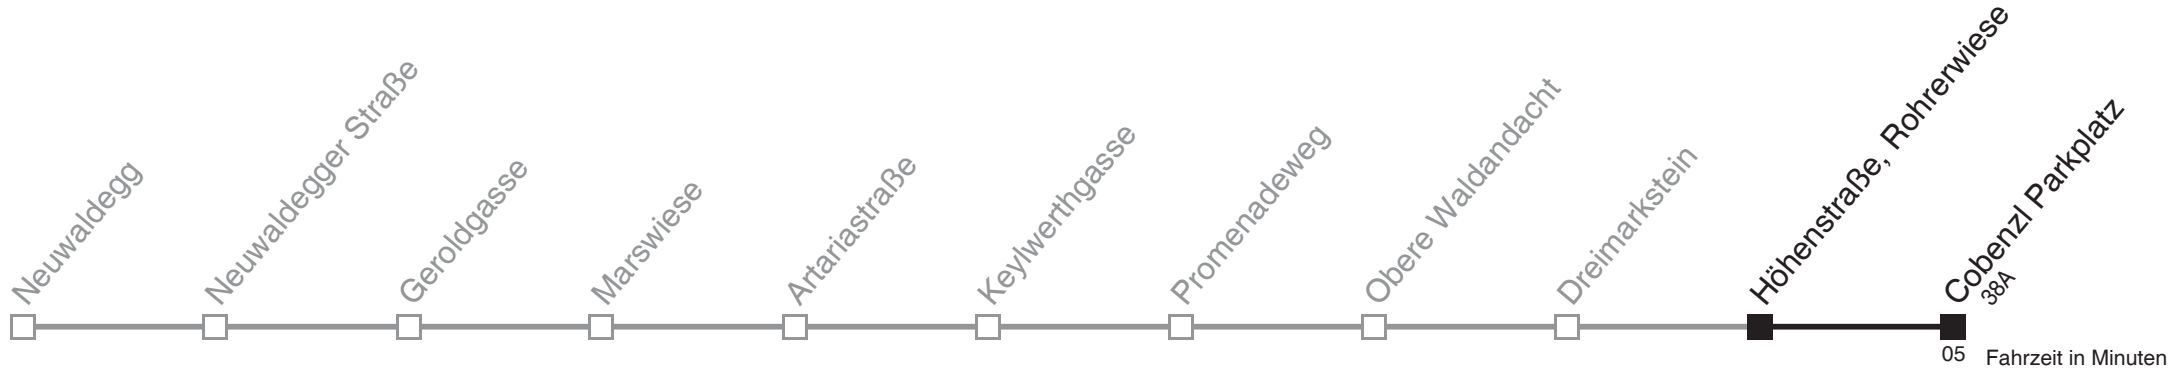 Neuwaldegg
Neuwaldegger Straße
Geroldgasse
Marswiese
Artariastraße
Keylwerthgasse
Promenadeweg
Obere Waldandacht
Dreimarkstein
Höhenstraße, Rohrerwiese
Cobenzl Parkplatz
38A
05
Fahrzeit in Minuten